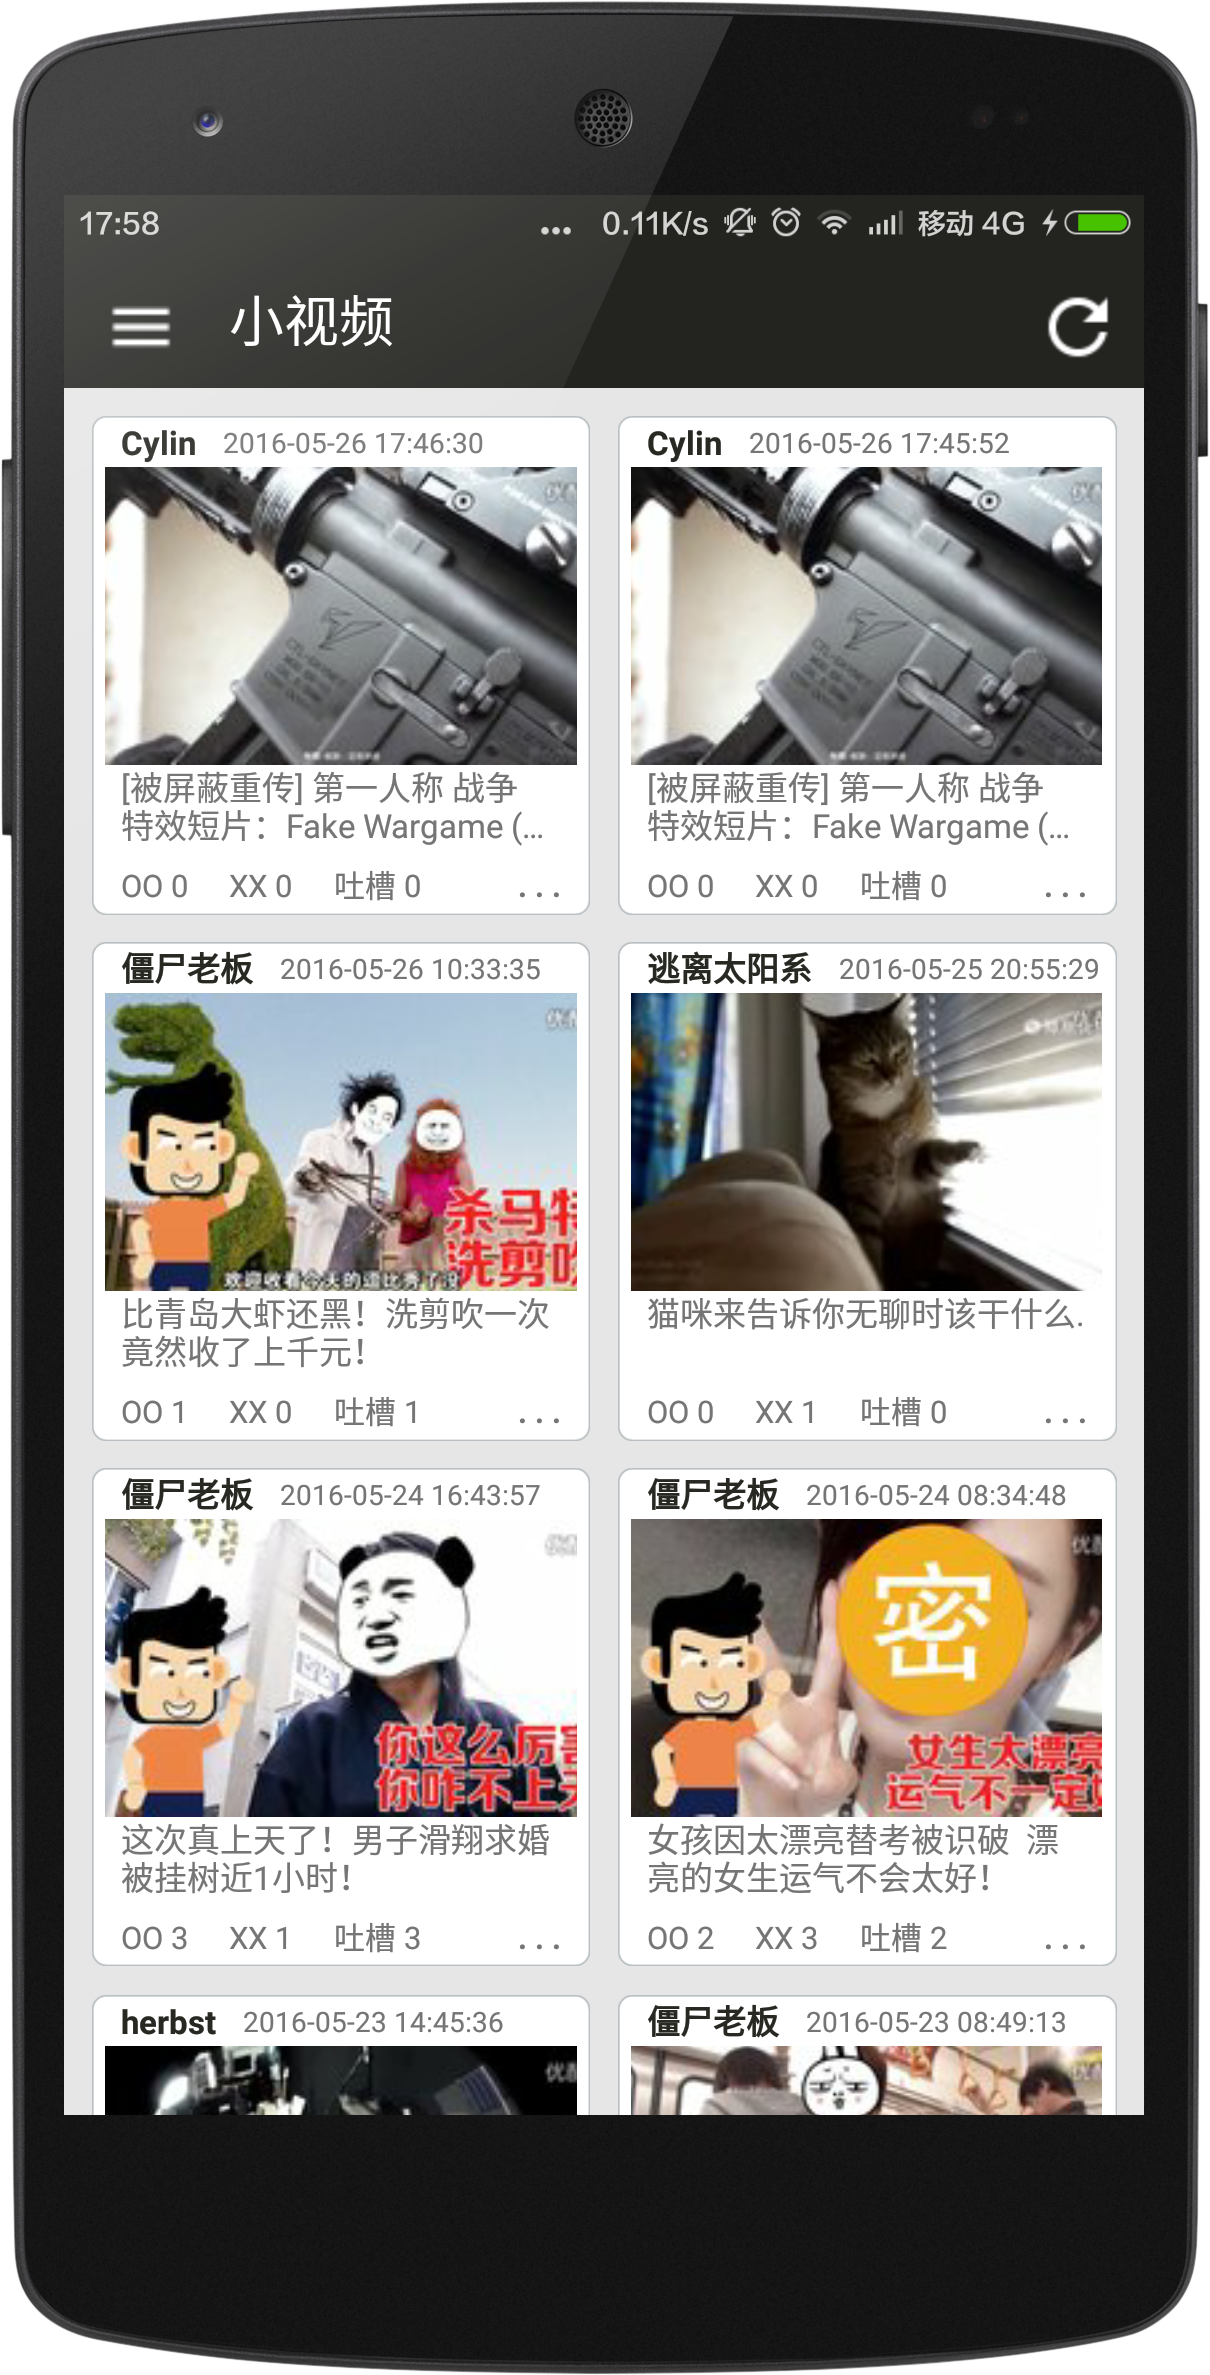 17:58 ... 0.11K/s 移动 4G
小视频
Cylin 2016-05-26 17:46:30
[被屏蔽重传] 第一人称 战争
特效短片：Fake Wargame (...
OO 0 XX 0 吐槽 0 ...
Cylin 2016-05-26 17:45:52
[被屏蔽重传] 第一人称 战争
特效短片：Fake Wargame (...
OO 0 XX 0 吐槽 0 ...
僵尸老板 2016-05-26 10:33:35
杀马特
洗剪吹
欢迎收看今天的逗比秀了没
比青岛大虾还黑！洗剪吹一次
竟然收了上千元！
OO 1 XX 0 吐槽 1 ...
逃离太阳系 2016-05-25 20:55:29
猫咪来告诉你无聊时该干什么.
OO 0 XX 1 吐槽 0 ...
僵尸老板 2016-05-24 16:43:57
你这么厉害
你咋不上天
这次真上天了！男子滑翔求婚
被挂树近1小时！
OO 3 XX 1 吐槽 3 ...
僵尸老板 2016-05-24 08:34:48
密
女生太漂亮
运气不一定好
女孩因太漂亮替考被识破 漂
亮的女生运气不会太好！
OO 2 XX 3 吐槽 2 ...
herbst 2016-05-23 14:45:36
僵尸老板 2016-05-23 08:49:13